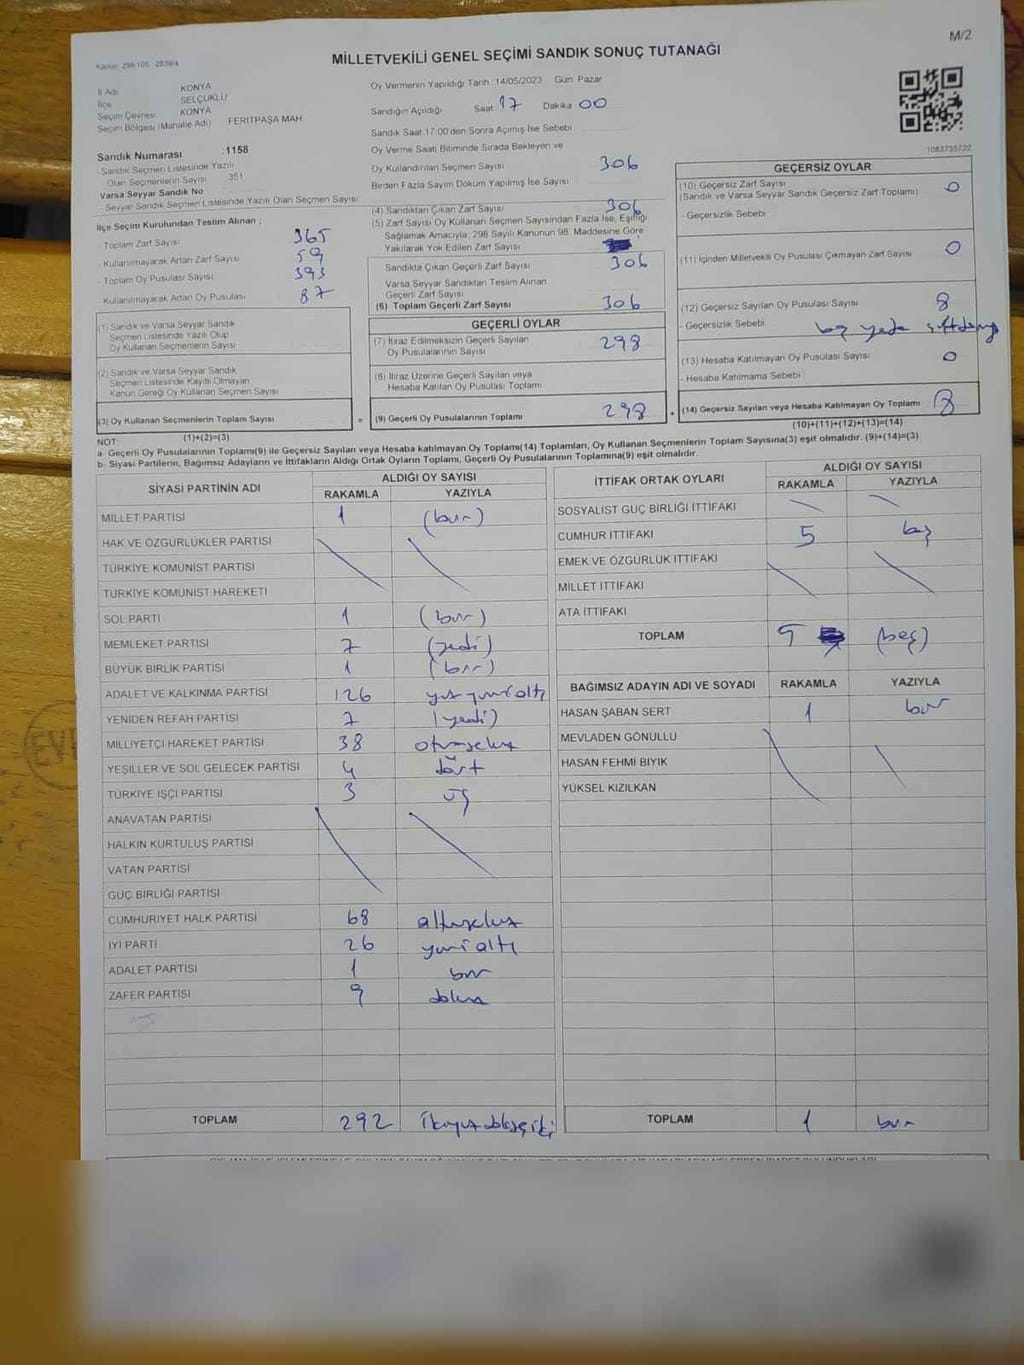 M/2
Kanun: 298/105
MİLLETVEKİLİ GENEL SEÇİMİ SANDIK SONUÇ TUTANAĞI
İl Adı KONYA
İlçe SELÇUKLU
Seçim Çevresi KONYA
Seçim Bölgesi (Mahalle Adı) FERITPAŞA MAH
Sandık Numarası :1158
Sandık Seçmen Listesinde Yazılı
Olan Seçmenlerin Sayısı 351
Varsa Seyyar Sandık No
Seyyar Sandık Seçmen Listesinde Yazılı Olan Seçmen Sayısı
İlçe Seçim Kurulundan Teslim Alınan ;
- Toplam Zarf Sayısı 365
- Kullanılmayarak Artan Zarf Sayısı 59
- Toplam Oy Pusulası Sayısı 393
Kullanılmayarak Artan Oy Pusulası 87
(1) Sandık ve Varsa Seyyar Sandık
Seçmen Listesinde Yazılı Olup
Oy Kullanan Seçmenlerin Sayısı
(2) Sandık ve Varsa Seyyar Sandık
Seçmen Listesinde Kayıtlı Olmayan
Kanun Gereği Oy Kullanan Seçmen Sayısı
(3) Oy Kullanan Seçmenlerin Toplam Sayısı =
(1)+(2)=(3)
Oy Vermenin Yapıldığı Tarih :14/05/2023 Gün: Pazar
Sandığın Açıldığı Saat 17 Dakika 00
Sandık Saat 17:00'den Sonra Açılmış İse Sebebi
Oy Verme Saati Bitiminde Sırada Bekleyen ve
Oy Kullandırılan Seçmen Sayısı 306
Birden Fazla Sayım Döküm Yapılmış İse Sayısı
(4) Sandıktan Çıkan Zarf Sayısı 306
(5) Zarf Sayısı Oy Kullanan Seçmen Sayısından Fazla İse, Eşitliği
Sağlamak Amacıyla; 298 Sayılı Kanunun 98. Maddesine Göre
Yakılarak Yok Edilen Zarf Sayısı
Sandıkta Çıkan Geçerli Zarf Sayısı 306
Varsa Seyyar Sandıktan Teslim Alınan
Geçerli Zarf Sayısı
(6) Toplam Geçerli Zarf Sayısı 306
GEÇERLİ OYLAR
(7) İtiraz Edilmeksizin Geçerli Sayılan
Oy Pusulalarının Sayısı 298
(8) İtiraz Üzerine Geçerli Sayılan veya
Hesaba Katılan Oy Pusulası Toplamı
(9) Geçerli Oy Pusulalarının Toplamı 298 +
1083735722
GEÇERSİZ OYLAR
(10) Geçersiz Zarf Sayısı 0
(Sandık ve Varsa Seyyar Sandık Geçersiz Zarf Toplamı)
- Geçersizlik Sebebi
(11) İçinden Milletvekili Oy Pusulası Çıkmayan Zarf Sayısı 0
(12) Geçersiz Sayılan Oy Pusulası Sayısı 8
- Geçersizlik Sebebi
(13) Hesaba Katılmayan Oy Pusulası Sayısı 0
- Hesaba Katılmama Sebebi
(14) Geçersiz Sayılan veya Hesaba Katılmayan Oy Toplamı 8
(10)+(11)+(12)+(13)=(14)
NOT:
a- Geçerli Oy Pusulalarının Toplamı(9) ile Geçersiz Sayılan veya Hesaba katılmayan Oy Toplamı(14) Toplamları, Oy Kullanan Seçmenlerin Toplam Sayısına(3) eşit olmalıdır. (9)+(14)=(3)
b- Siyasi Partilerin, Bağımsız Adayların ve İttifakların Aldığı Ortak Oyların Toplamı, Geçerli Oy Pusulalarının Toplamına(9) eşit olmalıdır.
SİYASİ PARTİNİN ADI ALDIĞI OY SAYISI
RAKAMLA YAZIYLA
MİLLET PARTİSİ 1 (bir)
HAK VE ÖZGÜRLÜKLER PARTİSİ
TÜRKİYE KOMÜNİST PARTİSİ
TÜRKİYE KOMÜNİST HAREKETİ
SOL PARTİ 1 (bir)
MEMLEKET PARTİSİ 7 (yedi)
BÜYÜK BİRLİK PARTİSİ 1 (bir)
ADALET VE KALKINMA PARTİSİ 126 yüz yirmi altı
YENİDEN REFAH PARTİSİ 7 (yedi)
MİLLİYETÇİ HAREKET PARTİSİ 38 otuzsekiz
YEŞİLLER VE SOL GELECEK PARTİSİ 4 dört
TÜRKİYE İŞÇİ PARTİSİ 3 üç
ANAVATAN PARTİSİ
HALKIN KURTULUŞ PARTİSİ
VATAN PARTİSİ
GÜÇ BİRLİĞİ PARTİSİ
CUMHURİYET HALK PARTİSİ 68 altmışsekiz
İYİ PARTİ 26 yirmi altı
ADALET PARTİSİ 1 bir
ZAFER PARTİSİ 9 dokuz
TOPLAM 292 ikiyüzdoksaniki
İTTİFAK ORTAK OYLARI ALDIĞI OY SAYISI
RAKAMLA YAZIYLA
SOSYALİST GÜÇ BİRLİĞİ İTTİFAKI
CUMHUR İTTİFAKI 5 beş
EMEK VE ÖZGÜRLÜK İTTİFAKI
MİLLET İTTİFAKI
ATA İTTİFAKI
TOPLAM 5 (beş)
BAĞIMSIZ ADAYIN ADI VE SOYADI RAKAMLA YAZIYLA
HASAN ŞABAN SERT 1 bir
MEVLADEN GÖNÜLLÜ
HASAN FEHMİ BIYIK
YÜKSEL KIZILKAN
TOPLAM 1 bir